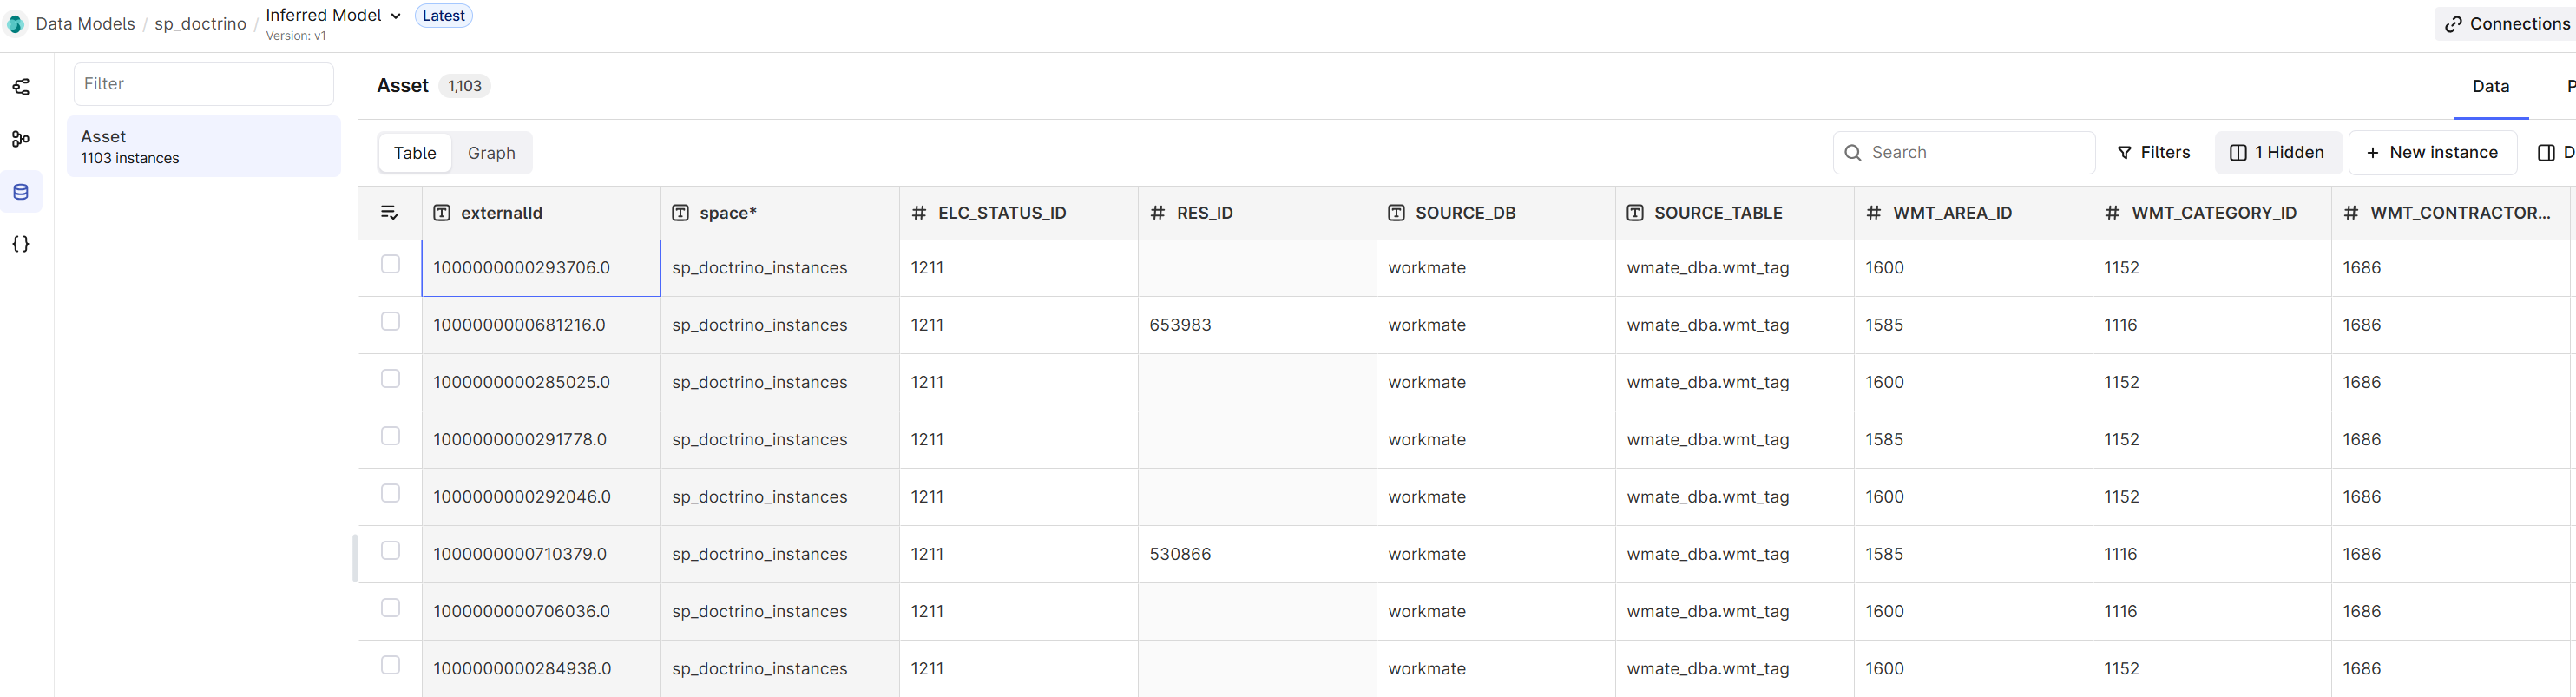 Data Models / sp_doctrino / Inferred Model Latest
Version: v1
Connections
Filter
Asset
1103 instances
Asset 1,103
Data P
Table Graph
Search Filters 1 Hidden + New instance D
externalId space* # ELC_STATUS_ID # RES_ID SOURCE_DB SOURCE_TABLE # WMT_AREA_ID # WMT_CATEGORY_ID # WMT_CONTRACTOR...
1000000000293706.0 sp_doctrino_instances 1211 workmate wmate_dba.wmt_tag 1600 1152 1686
1000000000681216.0 sp_doctrino_instances 1211 653983 workmate wmate_dba.wmt_tag 1585 1116 1686
1000000000285025.0 sp_doctrino_instances 1211 workmate wmate_dba.wmt_tag 1600 1152 1686
1000000000291778.0 sp_doctrino_instances 1211 workmate wmate_dba.wmt_tag 1585 1152 1686
1000000000292046.0 sp_doctrino_instances 1211 workmate wmate_dba.wmt_tag 1600 1152 1686
1000000000710379.0 sp_doctrino_instances 1211 530866 workmate wmate_dba.wmt_tag 1585 1116 1686
1000000000706036.0 sp_doctrino_instances 1211 workmate wmate_dba.wmt_tag 1600 1116 1686
1000000000284938.0 sp_doctrino_instances 1211 workmate wmate_dba.wmt_tag 1600 1152 1686